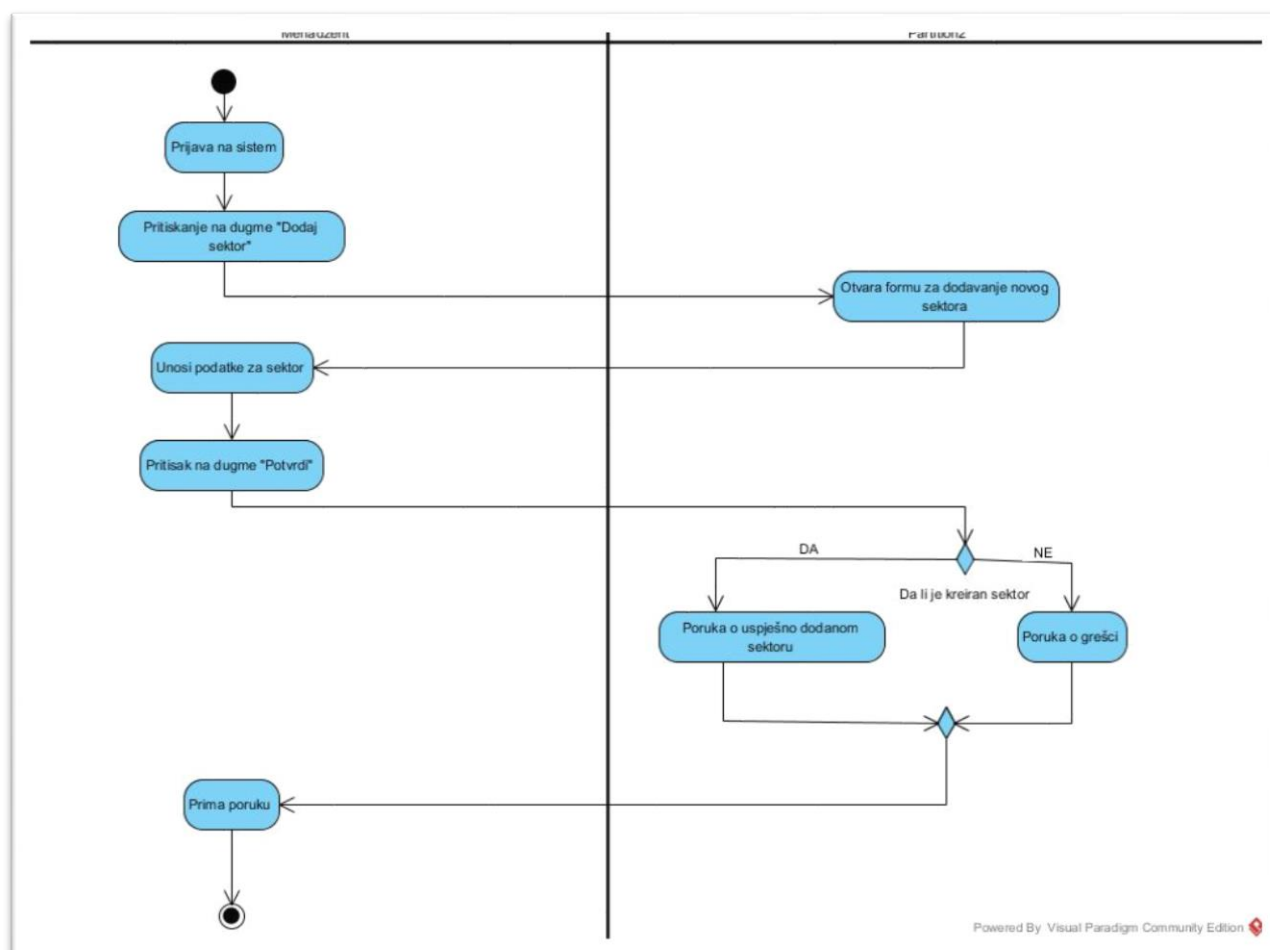 Menadzent
Partition2
Prijava na sistem
Pritiskanje na dugme "Dodaj
sektor"
Otvara formu za dodavanje novog
sektora
Unosi podatke za sektor
Pritisak na dugme "Potvrdi"
DA
NE
Da li je kreiran sektor
Poruka o uspješno dodanom
sektoru
Poruka o grešci
Prima poruku
Powered By Visual Paradigm Community Edition